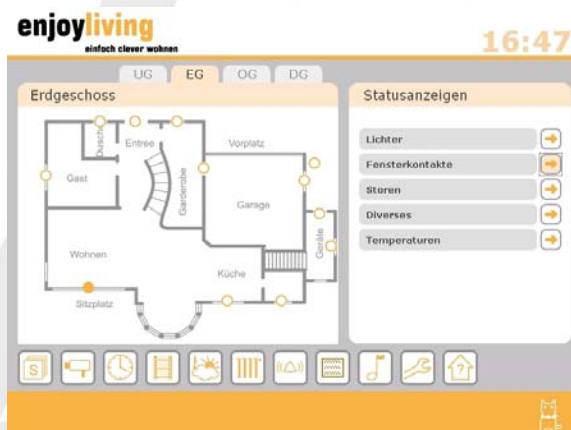 enjoyliving
einfach clever wohnen
16:47
UG EG OG DG
Erdgeschoss
Statusanzeigen
Dusche
Entree
Vorplatz
Gast
Garderobe
Garage
Wohnen
Küche
Geräte
Sitzplatz
Lichter
Fensterkontakte
Storen
Diverses
Temperaturen
S
?